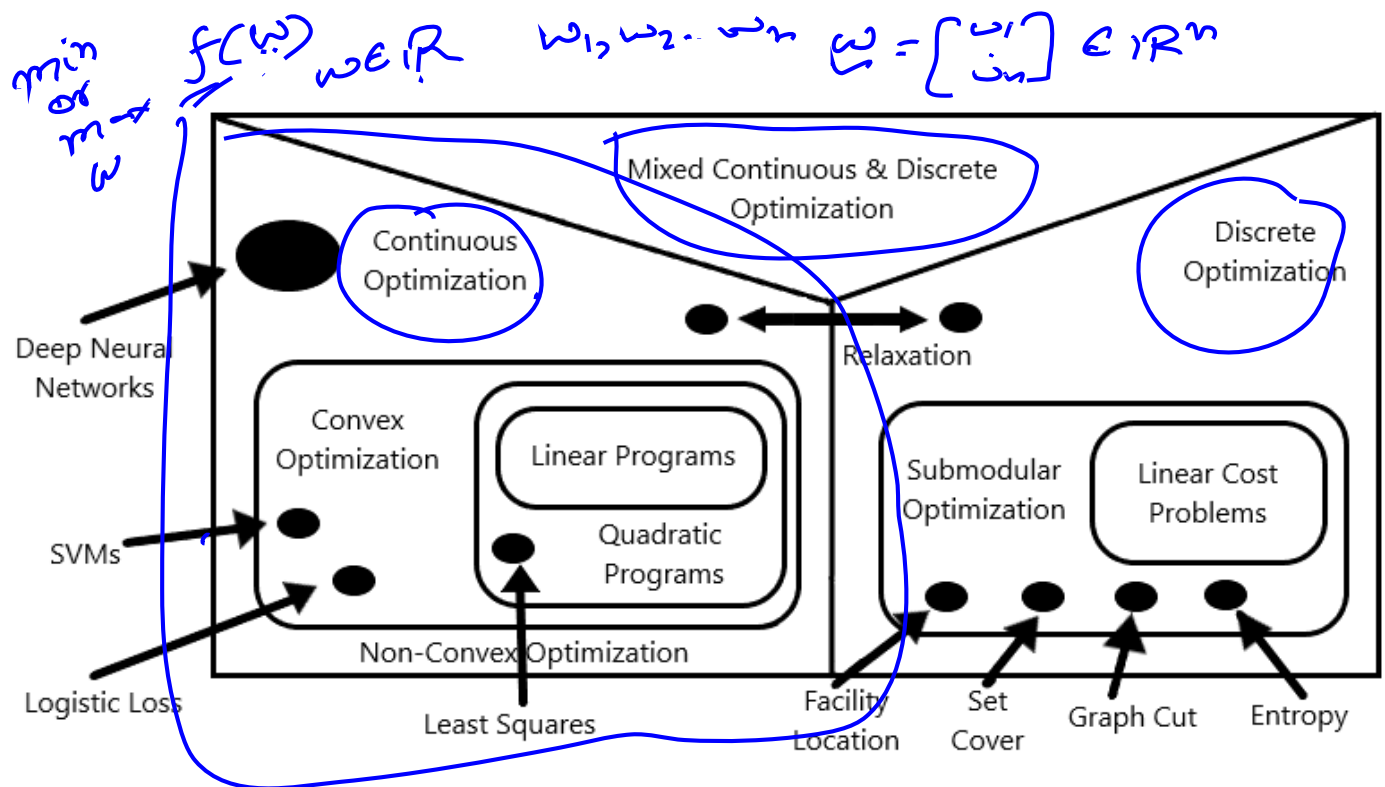 min
or
max
w
f(w) w∈ℝ w1, w2.. wn w = [w1 wn] ∈ ℝⁿ
Mixed Continuous & Discrete
Optimization
Continuous
Optimization
Discrete
Optimization
Deep Neural
Networks
Relaxation
Convex
Optimization
Linear Programs
Quadratic
Programs
Submodular
Optimization
Linear Cost
Problems
SVMs
Non-Convex Optimization
Logistic Loss
Least Squares
Facility
Location
Set
Cover
Graph Cut
Entropy